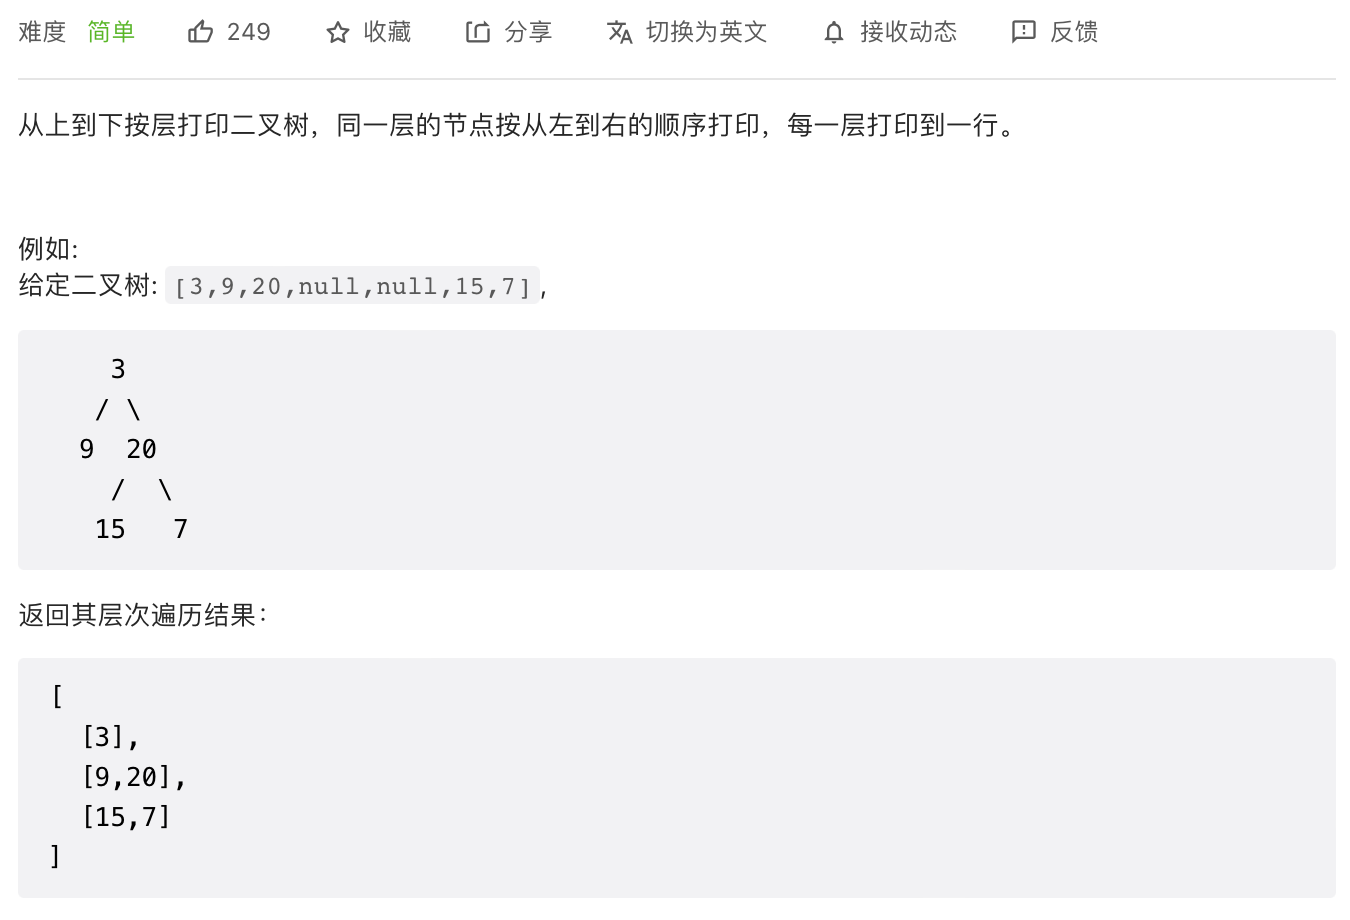 难度 简单 249 收藏 分享 切换为英文 接收动态 反馈
从上到下按层打印二叉树，同一层的节点按从左到右的顺序打印，每一层打印到一行。
例如:
给定二叉树: [3,9,20,null,null,15,7],
    3
   / \
  9  20
    /  \
   15   7
返回其层次遍历结果：
[
  [3],
  [9,20],
  [15,7]
]